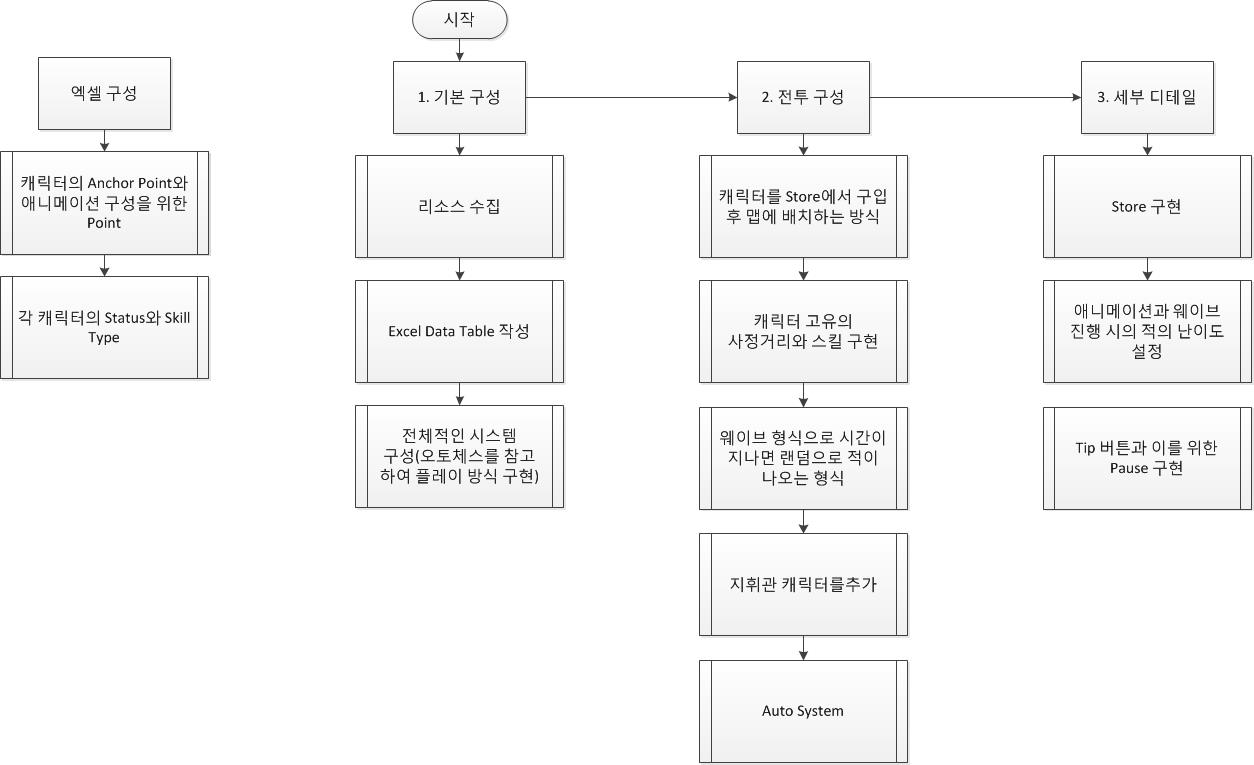 시작
엑셀 구성
캐릭터의 Anchor Point와
애니메이션 구성을 위한
Point
각 캐릭터의 Status와 Skill
Type
1. 기본 구성
리소스 수집
Excel Data Table 작성
전체적인 시스템
구성(오토체스를 참고
하여 플레이 방식 구현)
2. 전투 구성
캐릭터를 Store에서 구입
후 맵에 배치하는 방식
캐릭터 고유의
사정거리와 스킬 구현
웨이브 형식으로 시간이
지나면 랜덤으로 적이
나오는 형식
지휘관 캐릭터를추가
Auto System
3. 세부 디테일
Store 구현
애니메이션과 웨이브
진행 시의 적의 난이도
설정
Tip 버튼과 이를 위한
Pause 구현